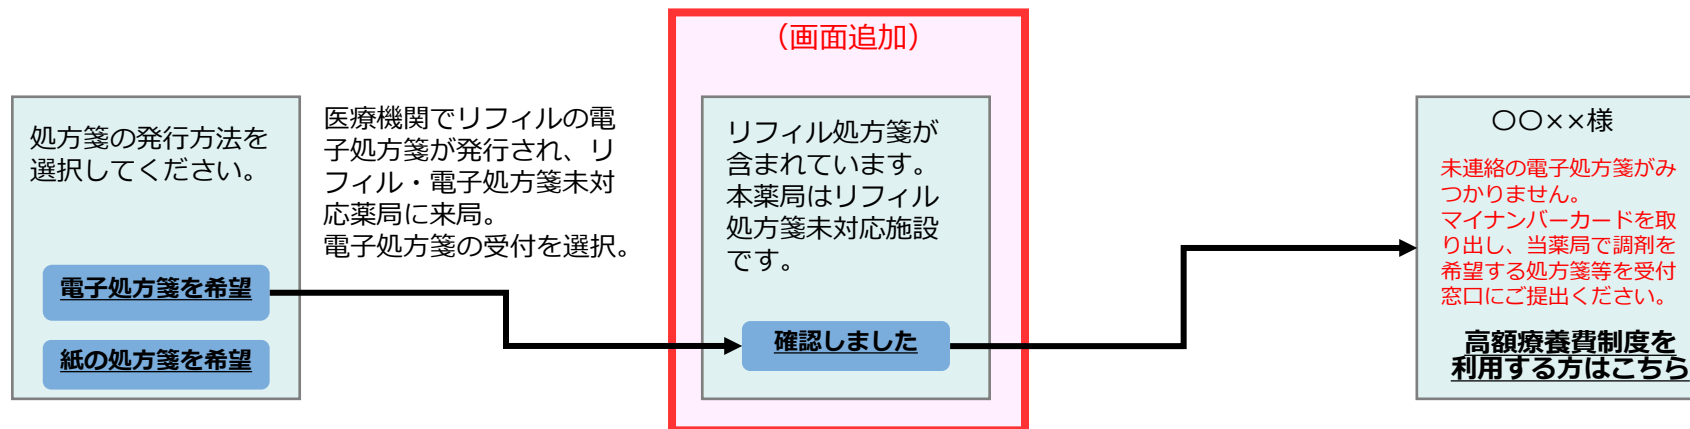 （画面追加）
処方箋の発行方法を
選択してください。
電子処方箋を希望
紙の処方箋を希望
医療機関でリフィルの電
子処方箋が発行され、リ
フィル・電子処方箋未対
応薬局に来局。
電子処方箋の受付を選択。
リフィル処方箋が
含まれています。
本薬局はリフィル
処方箋未対応施設
です。
確認しました
〇〇××様
未連絡の電子処方箋がみ
つかりません。
マイナンバーカードを取
り出し、当薬局で調剤を
希望する処方箋等を受付
窓口にご提出ください。
高額療養費制度を
利用する方はこちら